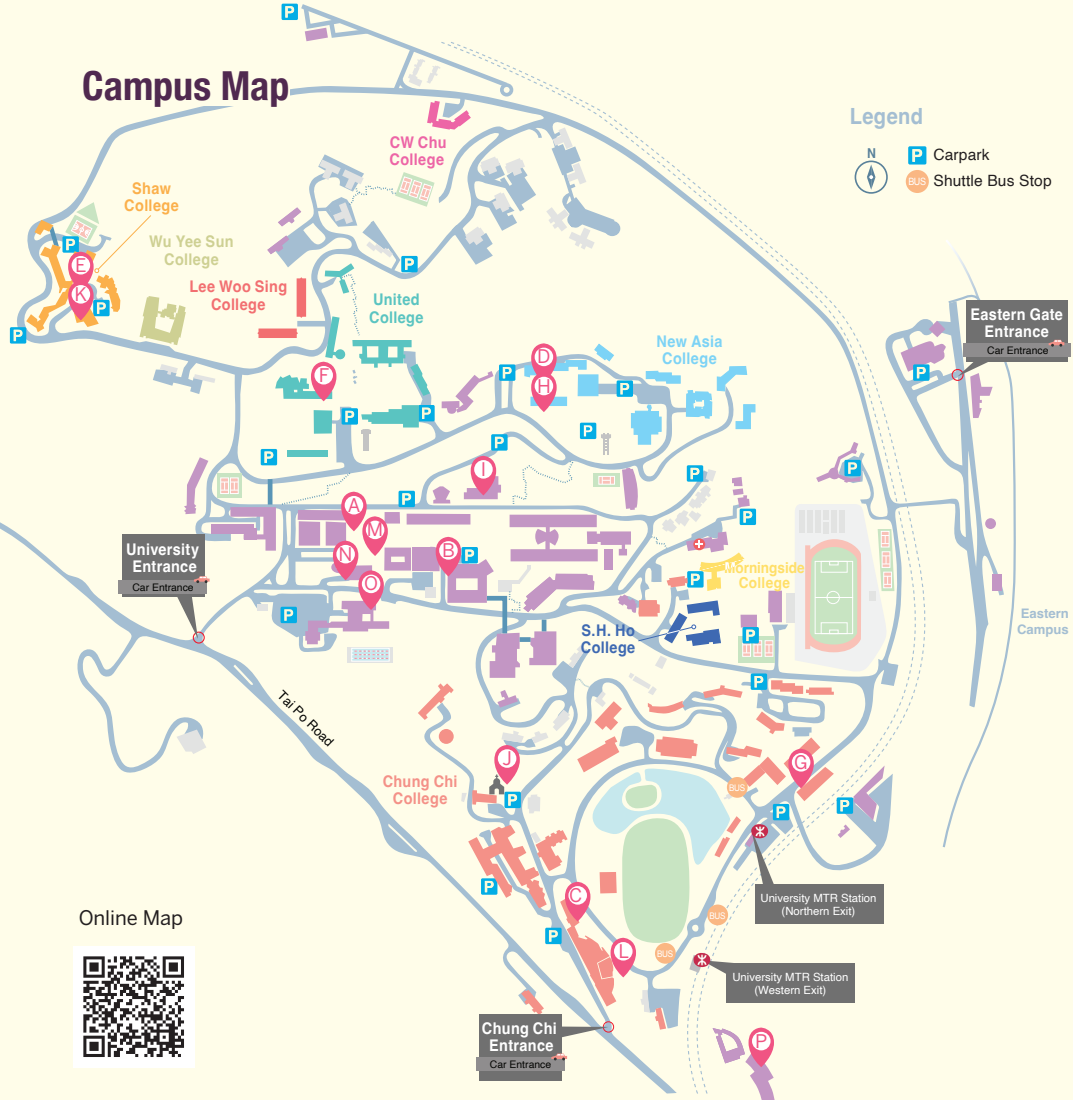 P
Campus Map
CW Chu
College
Legend
N
P Carpark
BUS Shuttle Bus Stop
Shaw
College
Wu Yee Sun
College
P
E
K
P
P
Lee Woo Sing
College
P
United
College
New Asia
College
Eastern Gate
Entrance
Car Entrance
P
D
H
P
P
F
P
P
P
P
P
I
P
P
P
P
A
M
N
B
P
O
University
Entrance
Car Entrance
P
Morningside
College
P
S.H. Ho
College
P
Eastern
Campus
P
Tai Po Road
J
P
Chung Chi
College
G
BUS
P
P
P
C
P
L
BUS
BUS
University MTR Station
(Northern Exit)
University MTR Station
(Western Exit)
Online Map
Chung Chi
Entrance
Car Entrance
P